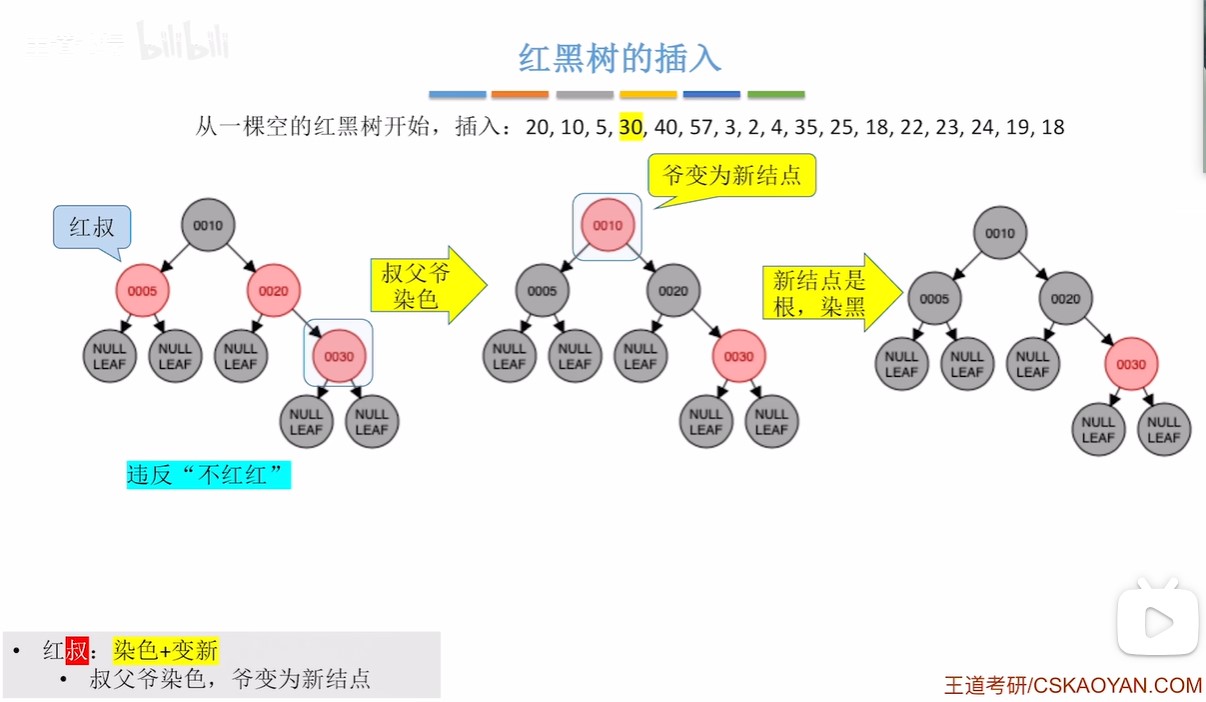 bilibili
红黑树的插入
从一棵空的红黑树开始，插入：20, 10, 5, 30, 40, 57, 3, 2, 4, 35, 25, 18, 22, 23, 24, 19, 18
爷变为新结点
红叔
0010
0005
0020
NULL
LEAF
NULL
LEAF
NULL
LEAF
0030
NULL
LEAF
NULL
LEAF
违反“不红红”
叔父爷
染色
0010
0005
0020
NULL
LEAF
NULL
LEAF
NULL
LEAF
0030
NULL
LEAF
NULL
LEAF
新结点是
根，染黑
0010
0005
0020
NULL
LEAF
NULL
LEAF
NULL
LEAF
0030
NULL
LEAF
NULL
LEAF
• 红叔：染色+变新
• 叔父爷染色，爷变为新结点
王道考研/CSKAOYAN.COM